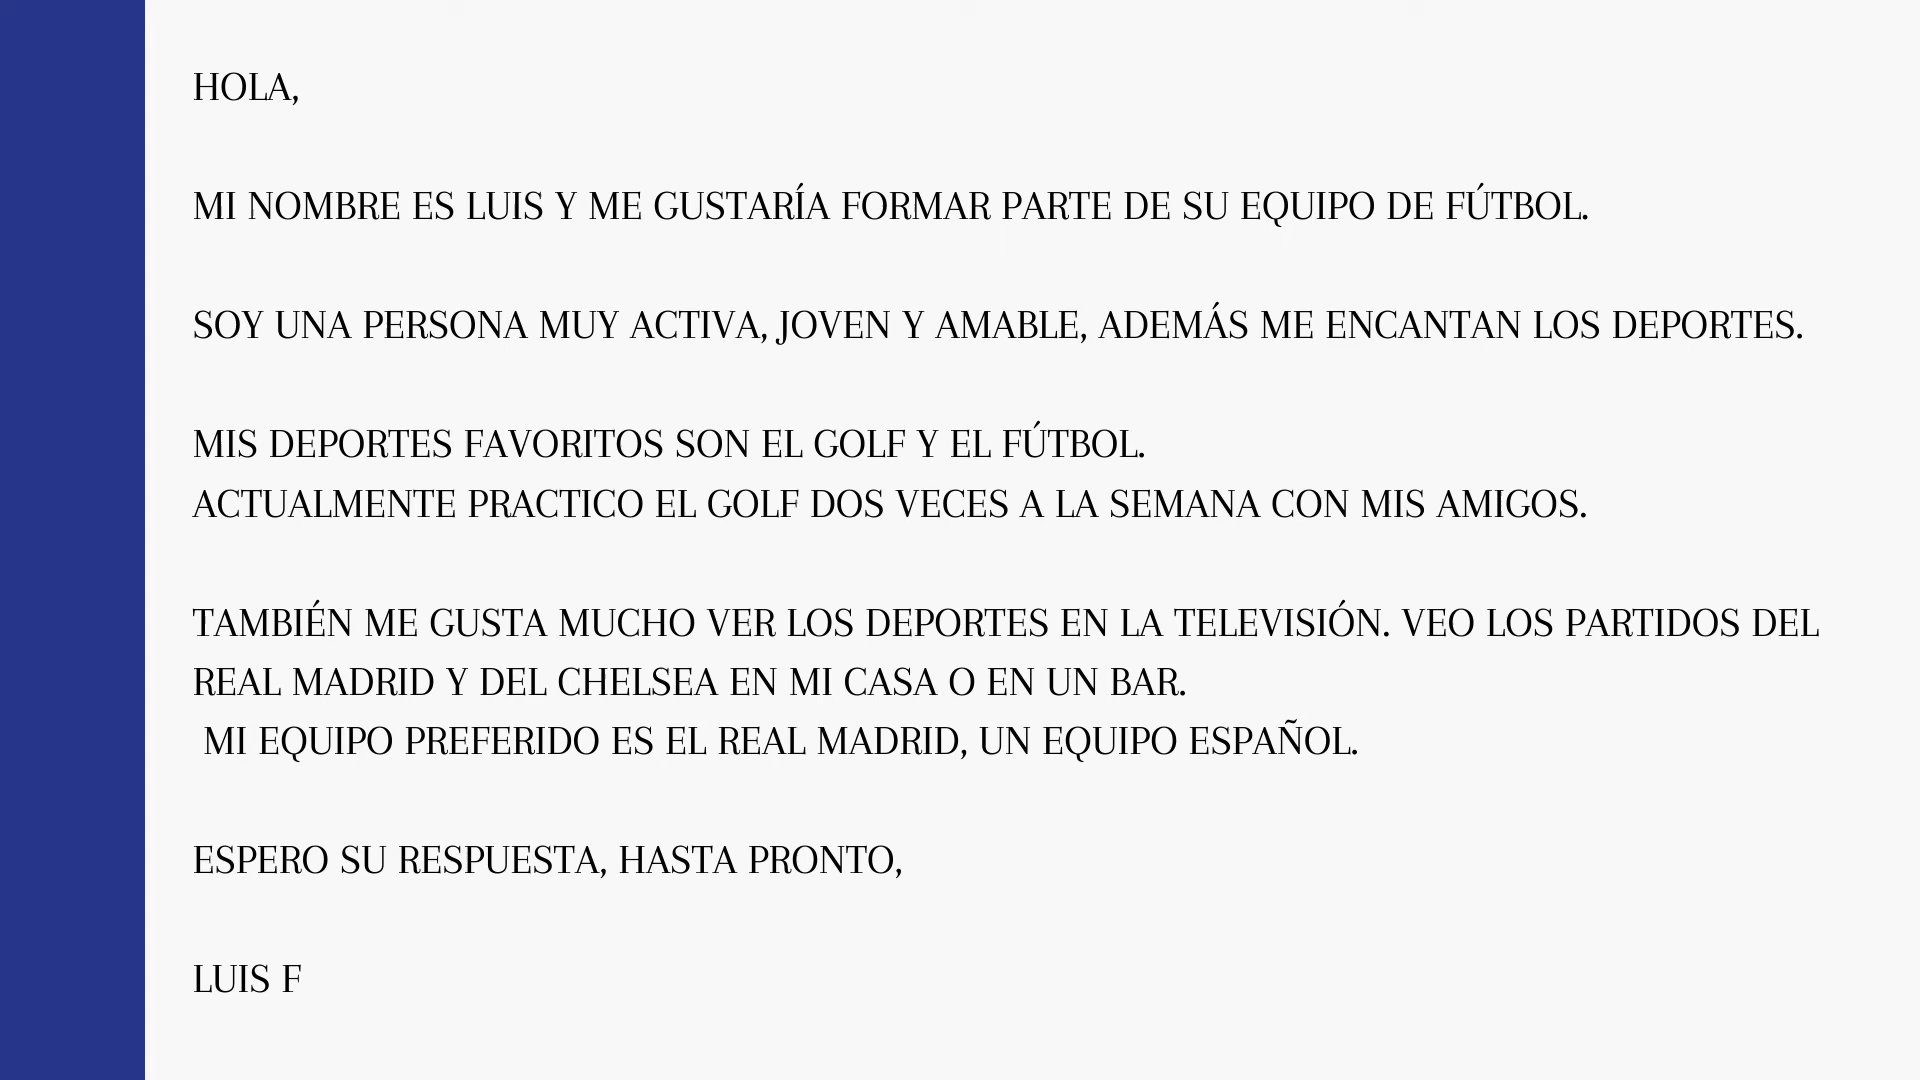 HOLA,
MI NOMBRE ES LUIS Y ME GUSTARÍA FORMAR PARTE DE SU EQUIPO DE FÚTBOL.
SOY UNA PERSONA MUY ACTIVA, JOVEN Y AMABLE, ADEMÁS ME ENCANTAN LOS DEPORTES.
MIS DEPORTES FAVORITOS SON EL GOLF Y EL FÚTBOL.
ACTUALMENTE PRACTICO EL GOLF DOS VECES A LA SEMANA CON MIS AMIGOS.
TAMBIÉN ME GUSTA MUCHO VER LOS DEPORTES EN LA TELEVISIÓN. VEO LOS PARTIDOS DEL
REAL MADRID Y DEL CHELSEA EN MI CASA O EN UN BAR.
MI EQUIPO PREFERIDO ES EL REAL MADRID, UN EQUIPO ESPAÑOL.
ESPERO SU RESPUESTA, HASTA PRONTO,
LUIS F